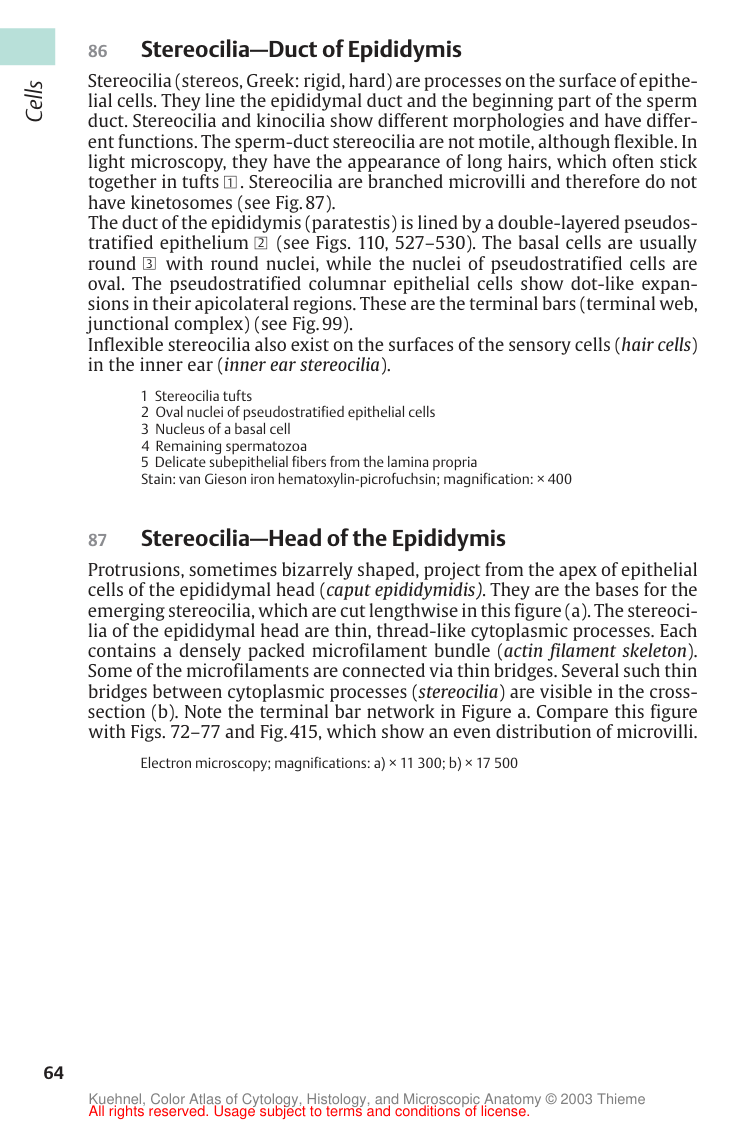 Cells
86 Stereocilia—Duct of Epididymis
Stereocilia (stereos, Greek: rigid, hard) are processes on the surface of epithe-
lial cells. They line the epididymal duct and the beginning part of the sperm
duct. Stereocilia and kinocilia show different morphologies and have differ-
ent functions. The sperm-duct stereocilia are not motile, although flexible. In
light microscopy, they have the appearance of long hairs, which often stick
together in tufts 1. Stereocilia are branched microvilli and therefore do not
have kinetosomes (see Fig. 87).
The duct of the epididymis (paratestis) is lined by a double-layered pseudos-
tratified epithelium 2 (see Figs. 110, 527–530). The basal cells are usually
round 3 with round nuclei, while the nuclei of pseudostratified cells are
oval. The pseudostratified columnar epithelial cells show dot-like expan-
sions in their apicolateral regions. These are the terminal bars (terminal web,
junctional complex) (see Fig. 99).
Inflexible stereocilia also exist on the surfaces of the sensory cells (hair cells)
in the inner ear (inner ear stereocilia).
1 Stereocilia tufts
2 Oval nuclei of pseudostratified epithelial cells
3 Nucleus of a basal cell
4 Remaining spermatozoa
5 Delicate subepithelial fibers from the lamina propria
Stain: van Gieson iron hematoxylin-picrofuchsin; magnification: × 400
87 Stereocilia—Head of the Epididymis
Protrusions, sometimes bizarrely shaped, project from the apex of epithelial
cells of the epididymal head (caput epididymidis). They are the bases for the
emerging stereocilia, which are cut lengthwise in this figure (a). The stereoci-
lia of the epididymal head are thin, thread-like cytoplasmic processes. Each
contains a densely packed microfilament bundle (actin filament skeleton).
Some of the microfilaments are connected via thin bridges. Several such thin
bridges between cytoplasmic processes (stereocilia) are visible in the cross-
section (b). Note the terminal bar network in Figure a. Compare this figure
with Figs. 72–77 and Fig. 415, which show an even distribution of microvilli.
Electron microscopy; magnifications: a) × 11 300; b) × 17 500
64
Kuehnel, Color Atlas of Cytology, Histology, and Microscopic Anatomy © 2003 Thieme
All rights reserved. Usage subject to terms and conditions of license.